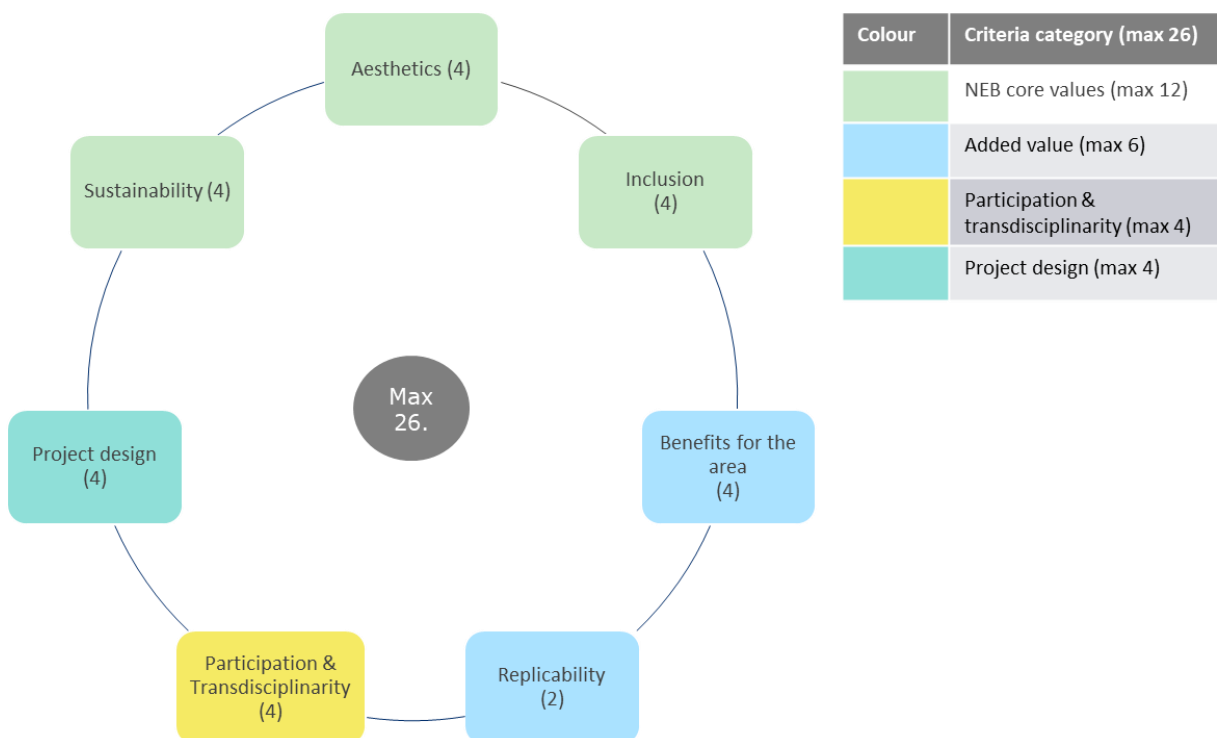 Aesthetics (4)
Sustainability (4)
Inclusion
(4)
Max
26.
Project design
(4)
Benefits for the
area
(4)
Participation &
Transdisciplinarity
(4)
Replicability
(2)
Colour
Criteria category (max 26)
NEB core values (max 12)
Added value (max 6)
Participation &
transdisciplinarity (max 4)
Project design (max 4)